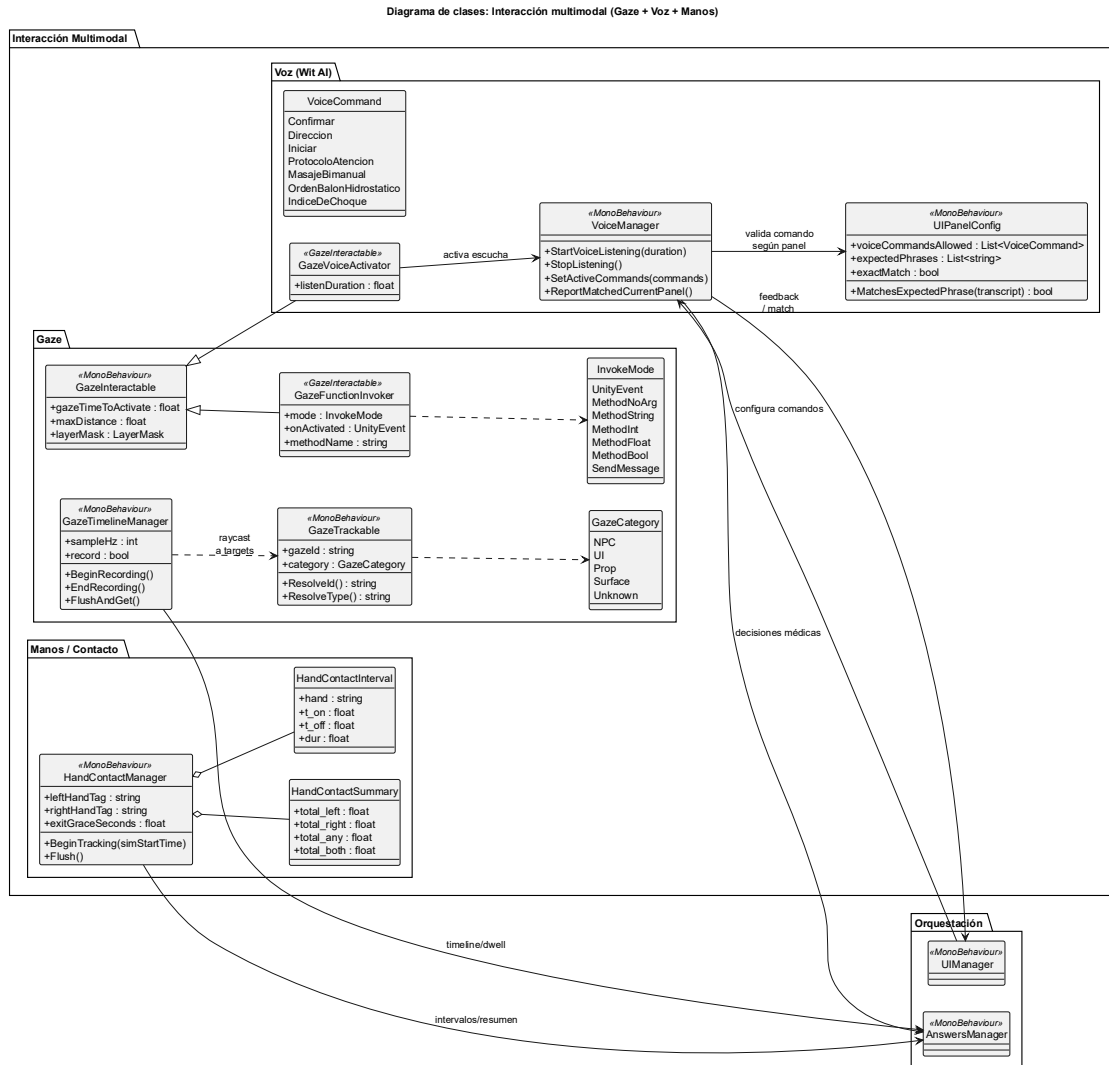 Diagrama de clases: Interacción multimodal (Gaze + Voz + Manos)
Interacción Multimodal
Voz (Wit AI)
VoiceCommand
Confirmar
Direccion
Iniciar
ProtocoloAtencion
MasajeBimanual
OrdenBalonHidrostatico
IndiceDeChoque
«GazeInteractable»
GazeVoiceActivator
+listenDuration : float
activa escucha
«MonoBehaviour»
VoiceManager
+StartVoiceListening(duration)
+StopListening()
+SetActiveCommands(commands)
+ReportMatchedCurrentPanel()
valida comando
según panel
«MonoBehaviour»
UIPanelConfig
+voiceCommandsAllowed : List<VoiceCommand>
+expectedPhrases : List<string>
+exactMatch : bool
+MatchesExpectedPhrase(transcript) : bool
feedback
/ match
Gaze
«MonoBehaviour»
GazeInteractable
+gazeTimeToActivate : float
+maxDistance : float
+layerMask : LayerMask
«GazeInteractable»
GazeFunctionInvoker
+mode : InvokeMode
+onActivated : UnityEvent
+methodName : string
InvokeMode
UnityEvent
MethodNoArg
MethodString
MethodInt
MethodFloat
MethodBool
SendMessage
configura comandos
«MonoBehaviour»
GazeTimelineManager
+sampleHz : int
+record : bool
+BeginRecording()
+EndRecording()
+FlushAndGet()
raycast
a targets
«MonoBehaviour»
GazeTrackable
+gazeId : string
+category : GazeCategory
+ResolveId() : string
+ResolveType() : string
GazeCategory
NPC
UI
Prop
Surface
Unknown
decisiones médicas
Manos / Contacto
HandContactInterval
+hand : string
+t_on : float
+t_off : float
+dur : float
«MonoBehaviour»
HandContactManager
+leftHandTag : string
+rightHandTag : string
+exitGraceSeconds : float
+BeginTracking(simStartTime)
+Flush()
HandContactSummary
+total_left : float
+total_right : float
+total_any : float
+total_both : float
timeline/dwell
intervalos/resumen
Orquestación
«MonoBehaviour»
UIManager
«MonoBehaviour»
AnswersManager